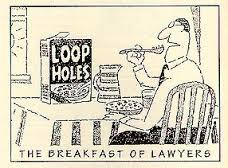 LOOP
HOLES
THE BREAKFAST OF LAWYERS